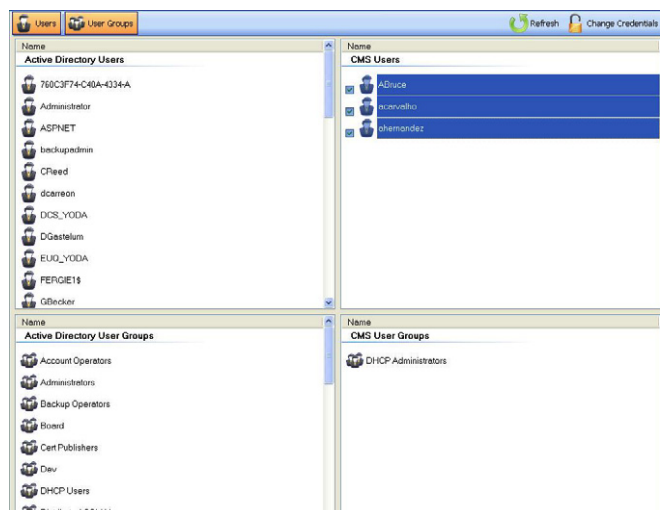 Users User Groups Refresh Change Credentials
Name
Active Directory Users
760C3F74-C40A-4334-A
Administrator
ASPNET
backupadmin
CReed
dcarreon
DCS_YODA
DGastelum
EUQ_YODA
FERGIE1$
GBecker
Name
CMS Users
ABruce
acarvalho
ahernandez
Name
Active Directory User Groups
Account Operators
Administrators
Backup Operators
Board
Cert Publishers
Dev
DHCP Users
Name
CMS User Groups
DHCP Administrators